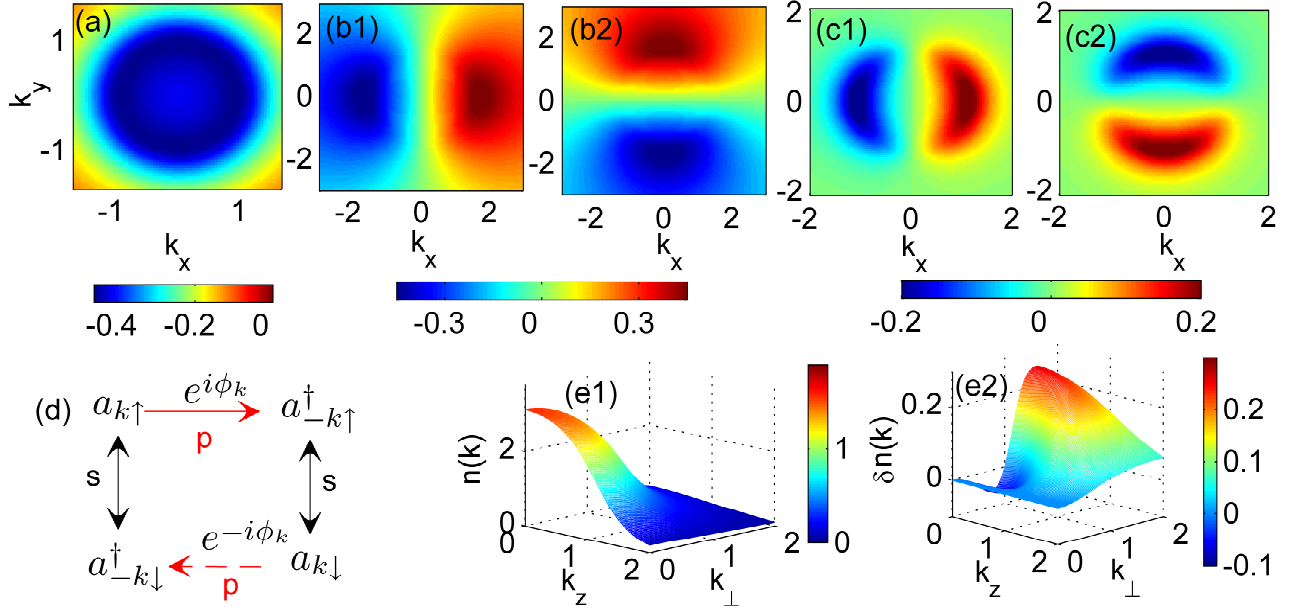 (a) (b1) (b2) (c1) (c2)
k_y
1
-1
-1 1
k_x
2
0
-2
-2 0 2
k_x
2
0
-2
-2 0 2
k_x
2
0
-2
-2 0 2
k_x
2
0
-2
-2 0 2
k_x
-0.4 -0.2 0
-0.3 0.3
-0.2 0 0.2
(d)
a_{k↑} e^{iϕ_k} a^†_{-k↑}
p
s s
a^†_{-k↓} e^{-iϕ_k} a_{k↓}
p
(e1)
n(k)
2
0
0 1 2
k_z
0 1 2
k_⊥
1
0
(e2)
δn(k)
0.2
0
0 1 2
k_z
0 1 2
k_⊥
0.2
0.1
0
-0.1